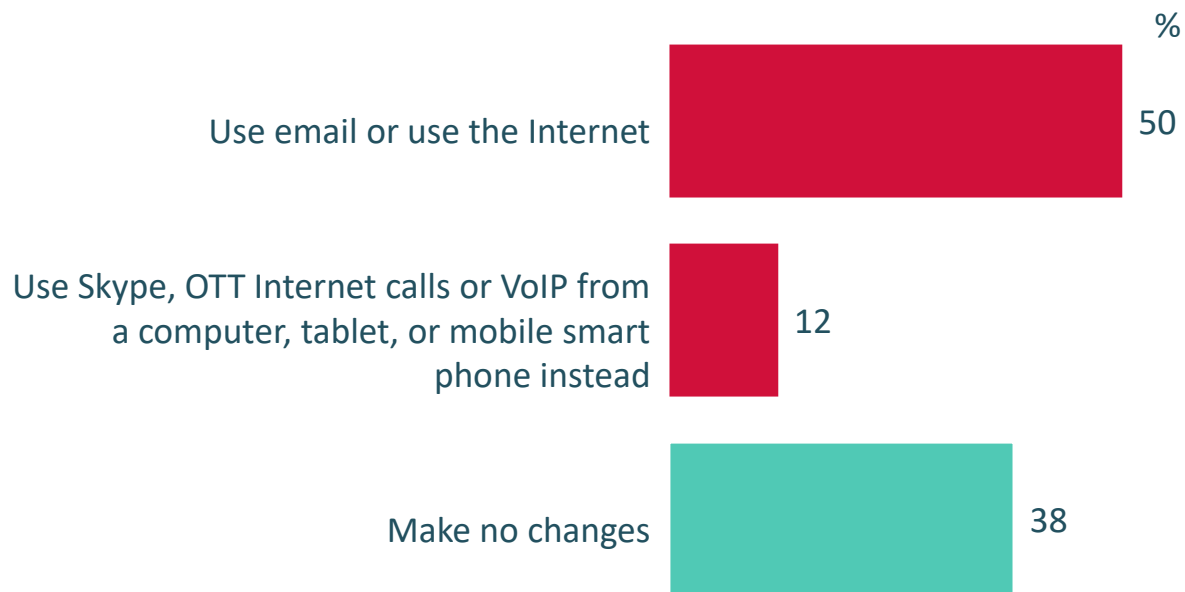 %
Use email or use the Internet
50
Use Skype, OTT Internet calls or VoIP from
a computer, tablet, or mobile smart
phone instead
12
Make no changes
38